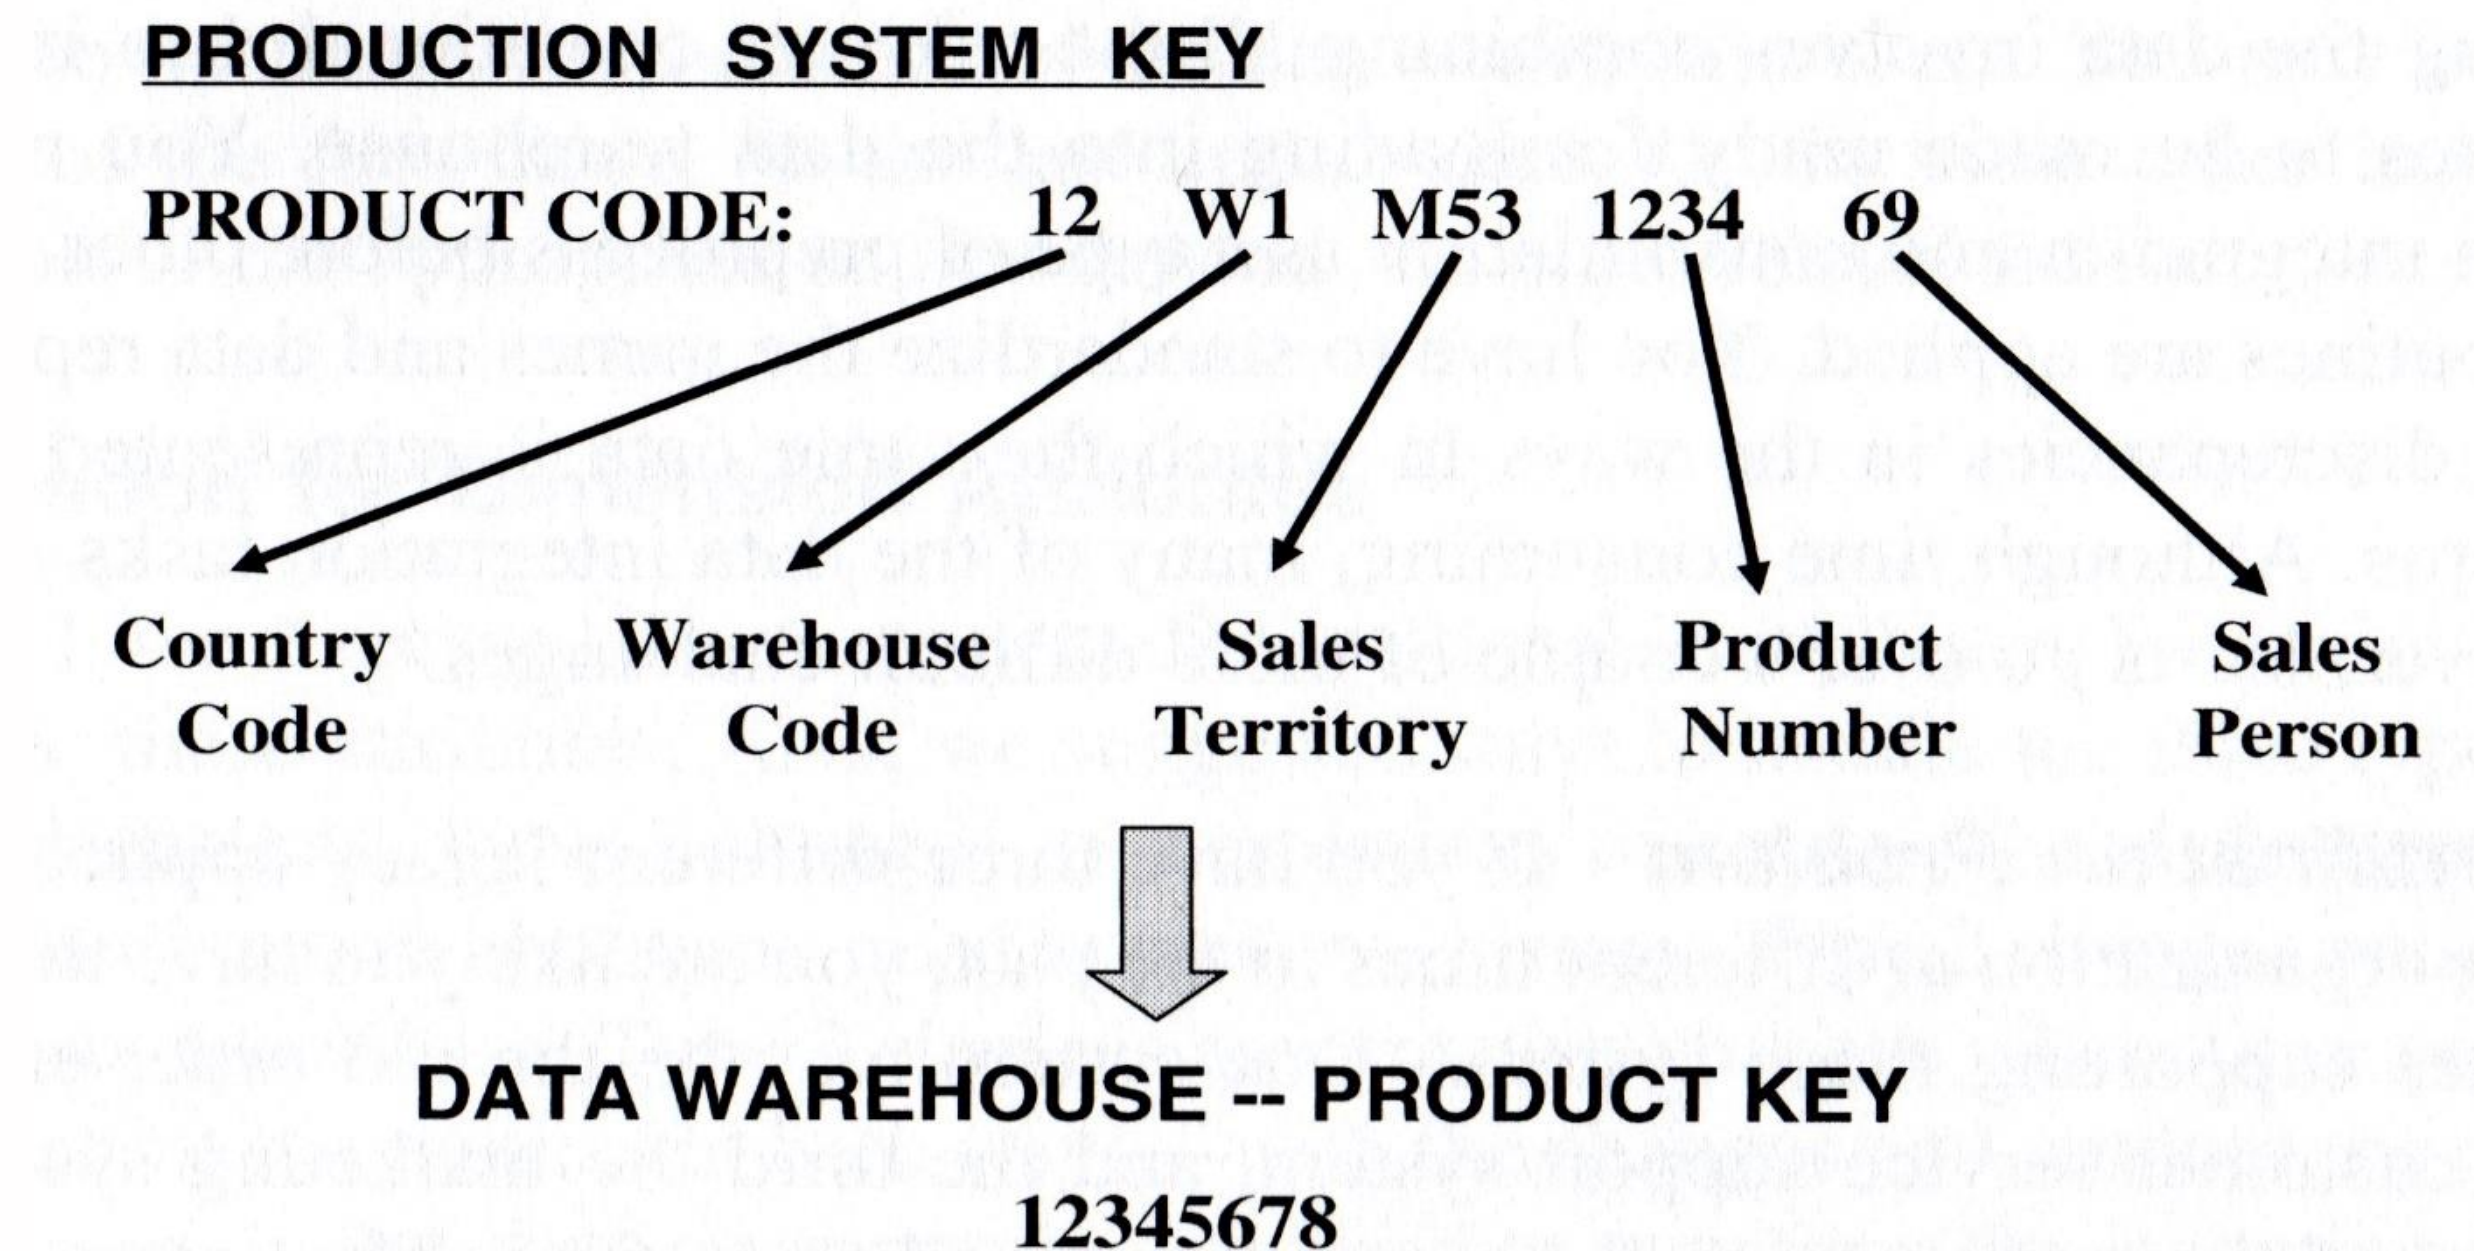 PRODUCTION SYSTEM KEY
PRODUCT CODE: 12 W1 M53 1234 69
Country Code
Warehouse Code
Sales Territory
Product Number
Sales Person
DATA WAREHOUSE -- PRODUCT KEY
12345678